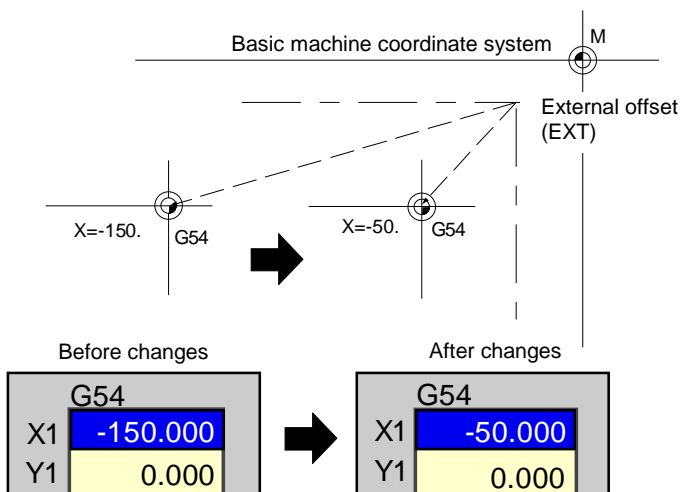 Basic machine coordinate system
M
External offset
(EXT)
X=-150.
G54
X=-50.
G54
Before changes
After changes
G54
X1 -150.000
Y1 0.000
G54
X1 -50.000
Y1 0.000